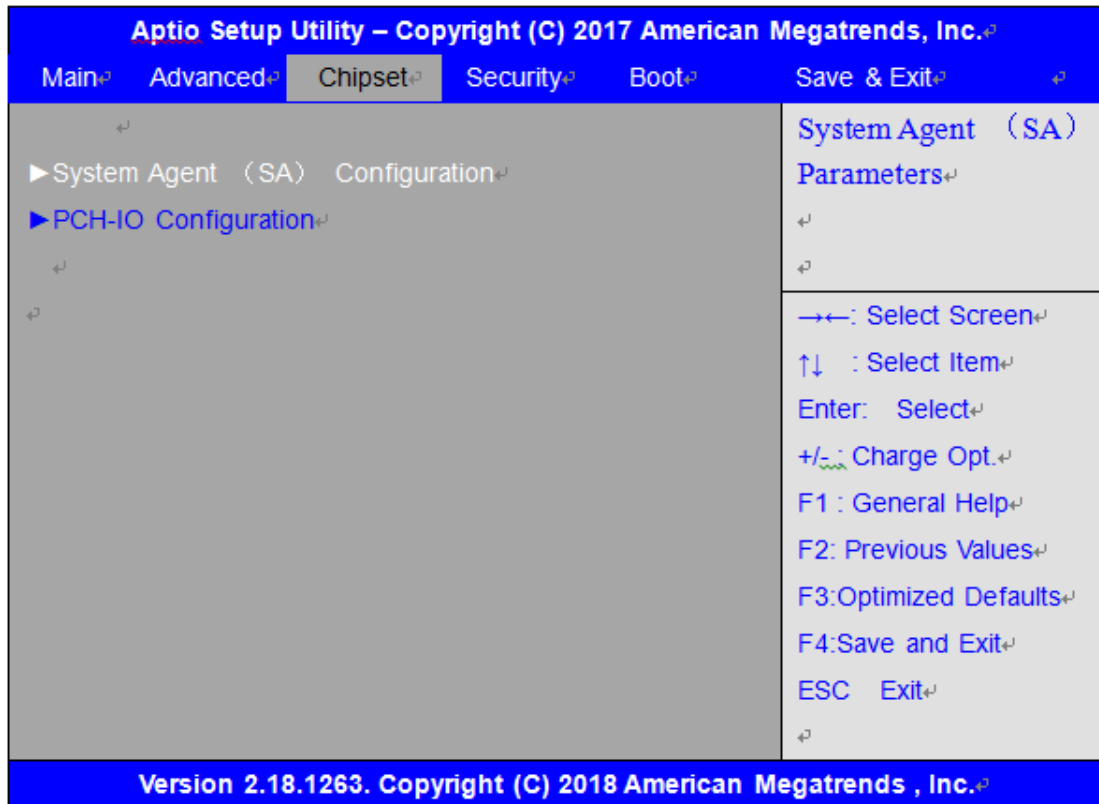 Aptio Setup Utility – Copyright (C) 2017 American Megatrends, Inc.
Main Advanced Chipset Security Boot Save & Exit
►System Agent （SA） Configuration
►PCH-IO Configuration
System Agent （SA）
Parameters
→←: Select Screen
↑↓ : Select Item
Enter: Select
+/- : Charge Opt.
F1 : General Help
F2: Previous Values
F3:Optimized Defaults
F4:Save and Exit
ESC Exit
Version 2.18.1263. Copyright (C) 2018 American Megatrends , Inc.